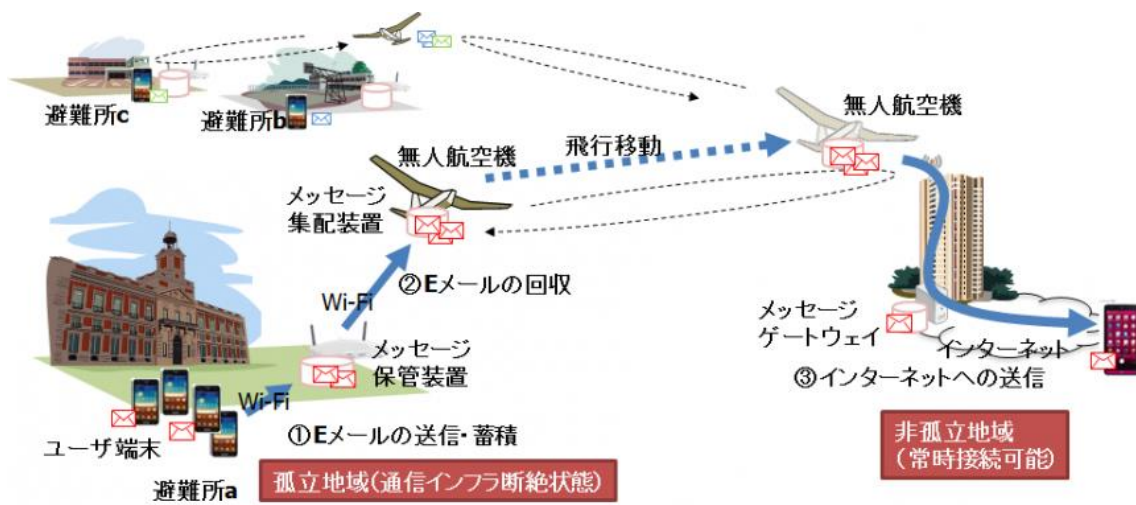 避難所c
避難所b
無人航空機
飛行移動
無人航空機
メッセージ
集配装置
②Eメールの回収
Wi-Fi
メッセージ
保管装置
Wi-Fi
①Eメールの送信・蓄積
ユーザ端末
避難所a
孤立地域(通信インフラ断絶状態)
メッセージ
ゲートウェイ
インターネット
③インターネットへの送信
非孤立地域
(常時接続可能)